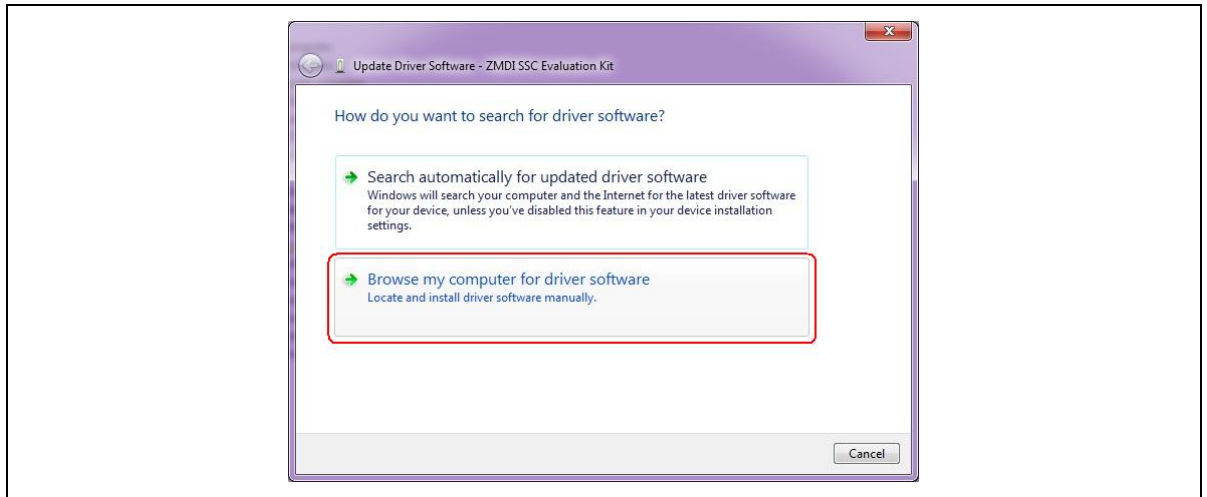 Update Driver Software - ZMDI SSC Evaluation Kit
How do you want to search for driver software?
Search automatically for updated driver software
Windows will search your computer and the Internet for the latest driver software
for your device, unless you've disabled this feature in your device installation
settings.
Browse my computer for driver software
Locate and install driver software manually.
Cancel